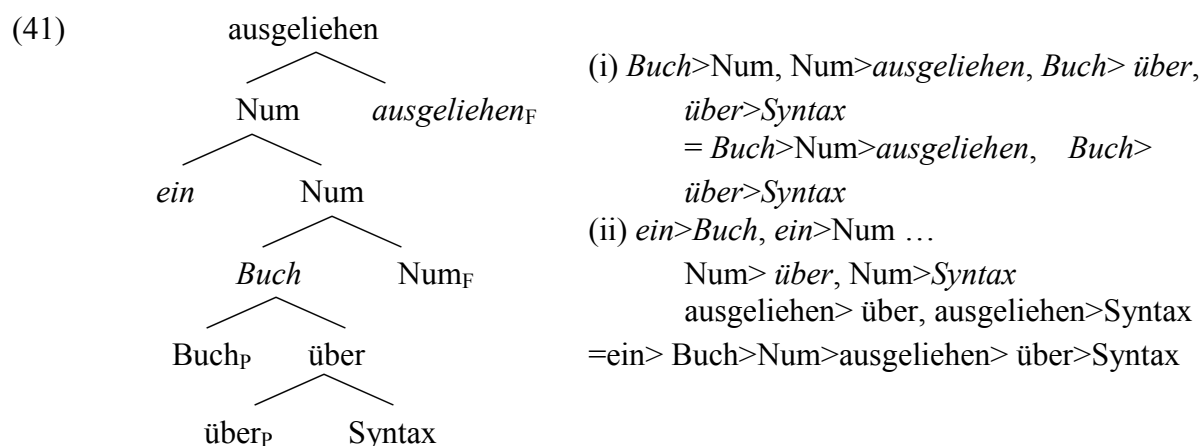 (41)
ausgeliehen
Num ausgeliehenF
ein Num
Buch NumF
BuchP über
überP Syntax
(i) Buch>Num, Num>ausgeliehen, Buch> über,
über>Syntax
= Buch>Num>ausgeliehen, Buch>
über>Syntax
(ii) ein>Buch, ein>Num …
Num> über, Num>Syntax
ausgeliehen> über, ausgeliehen>Syntax
=ein> Buch>Num>ausgeliehen> über>Syntax